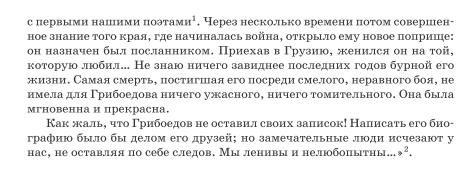 с первыми нашими поэтами¹. Через несколько времени потом совершен-
ное знание того края, где начиналась война, открыло ему новое поприще:
он назначен был посланником. Приехав в Грузию, женился он на той,
которую любил... Не знаю ничего завиднее последних годов бурной его
жизни. Самая смерть, постигшая его посреди смелого, неравного боя, не
имела для Грибоедова ничего ужасного, ничего томительного. Она была
мгновенна и прекрасна.
Как жаль, что Грибоедов не оставил своих записок! Написать его био-
графию было бы делом его друзей; но замечательные люди исчезают у
нас, не оставляя по себе следов. Мы ленивы и нелюбопытны...»².